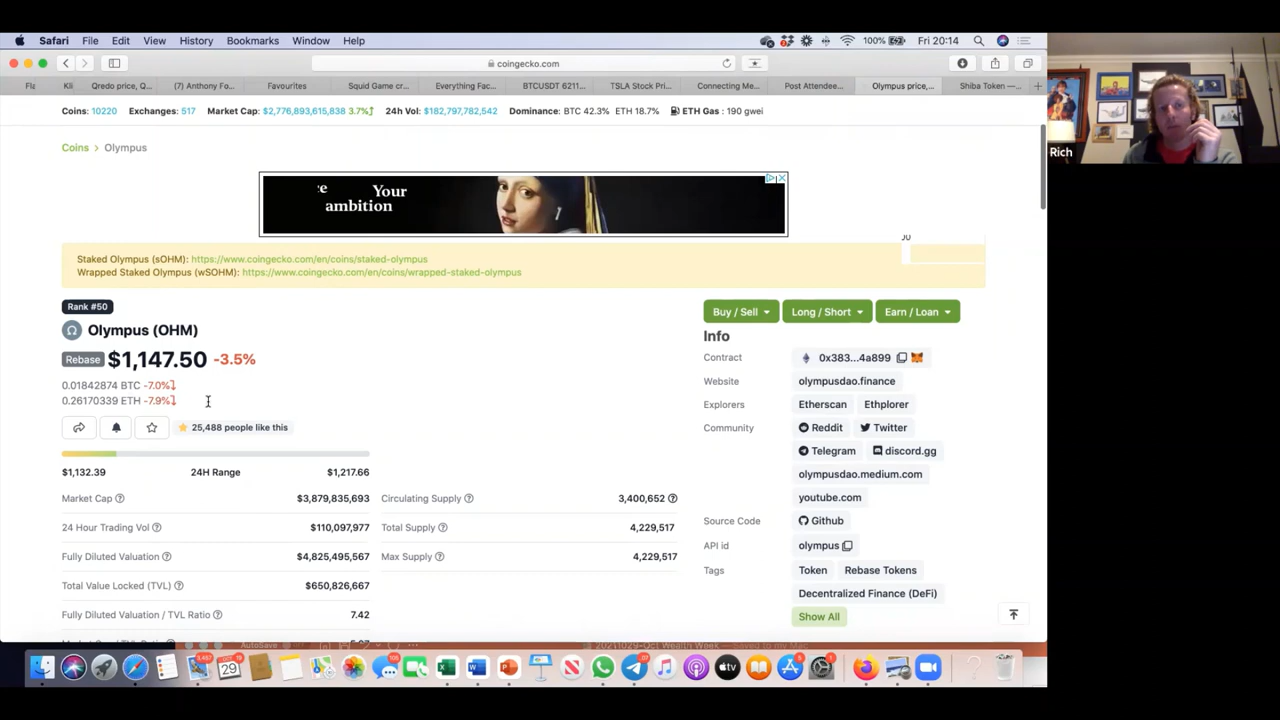 Safari File Edit View History Bookmarks Window Help 100% Fri 20:14
coingecko.com
Fla Kli Qredo price, Q... (7) Anthony Fo... Favourites Squid Game cr... Everything Fac... BTCUSDT 6211... TSLA Stock Pri... Connecting Me... Post Attendee... Olympus price,... Shiba Token —...
Coins: 10220 Exchanges: 517 Market Cap: $2,776,893,615,838 3.7% 24h Vol: $182,797,782,542 Dominance: BTC 42.3% ETH 18.7% ETH Gas : 190 gwei
Rich
Coins > Olympus
Your
ambition
Staked Olympus (sOHM): https://www.coingecko.com/en/coins/staked-olympus
Wrapped Staked Olympus (wSOHM): https://www.coingecko.com/en/coins/wrapped-staked-olympus
Rank #50
Olympus (OHM)
Rebase $1,147.50 -3.5%
0.01842874 BTC -7.0%
0.26170339 ETH -7.9%
25,488 people like this
$1,132.39 24H Range $1,217.66
Market Cap $3,879,835,693
24 Hour Trading Vol $110,097,977
Fully Diluted Valuation $4,825,495,567
Total Value Locked (TVL) $650,826,667
Fully Diluted Valuation / TVL Ratio 7.42
Circulating Supply 3,400,652
Total Supply 4,229,517
Max Supply 4,229,517
Buy / Sell Long / Short Earn / Loan
Info
Contract 0x383...4a899
Website olympusdao.finance
Explorers Etherscan Ethplorer
Community Reddit Twitter
Telegram discord.gg
olympusdao.medium.com
youtube.com
Source Code Github
API id olympus
Tags Token Rebase Tokens
Decentralized Finance (DeFi)
Show All